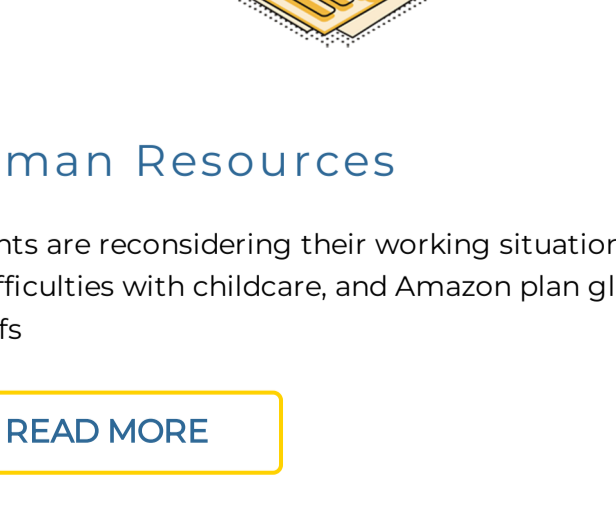 man Resources
nts are reconsidering their working situation
fficulties with childcare, and Amazon plan gl
fs
READ MORE